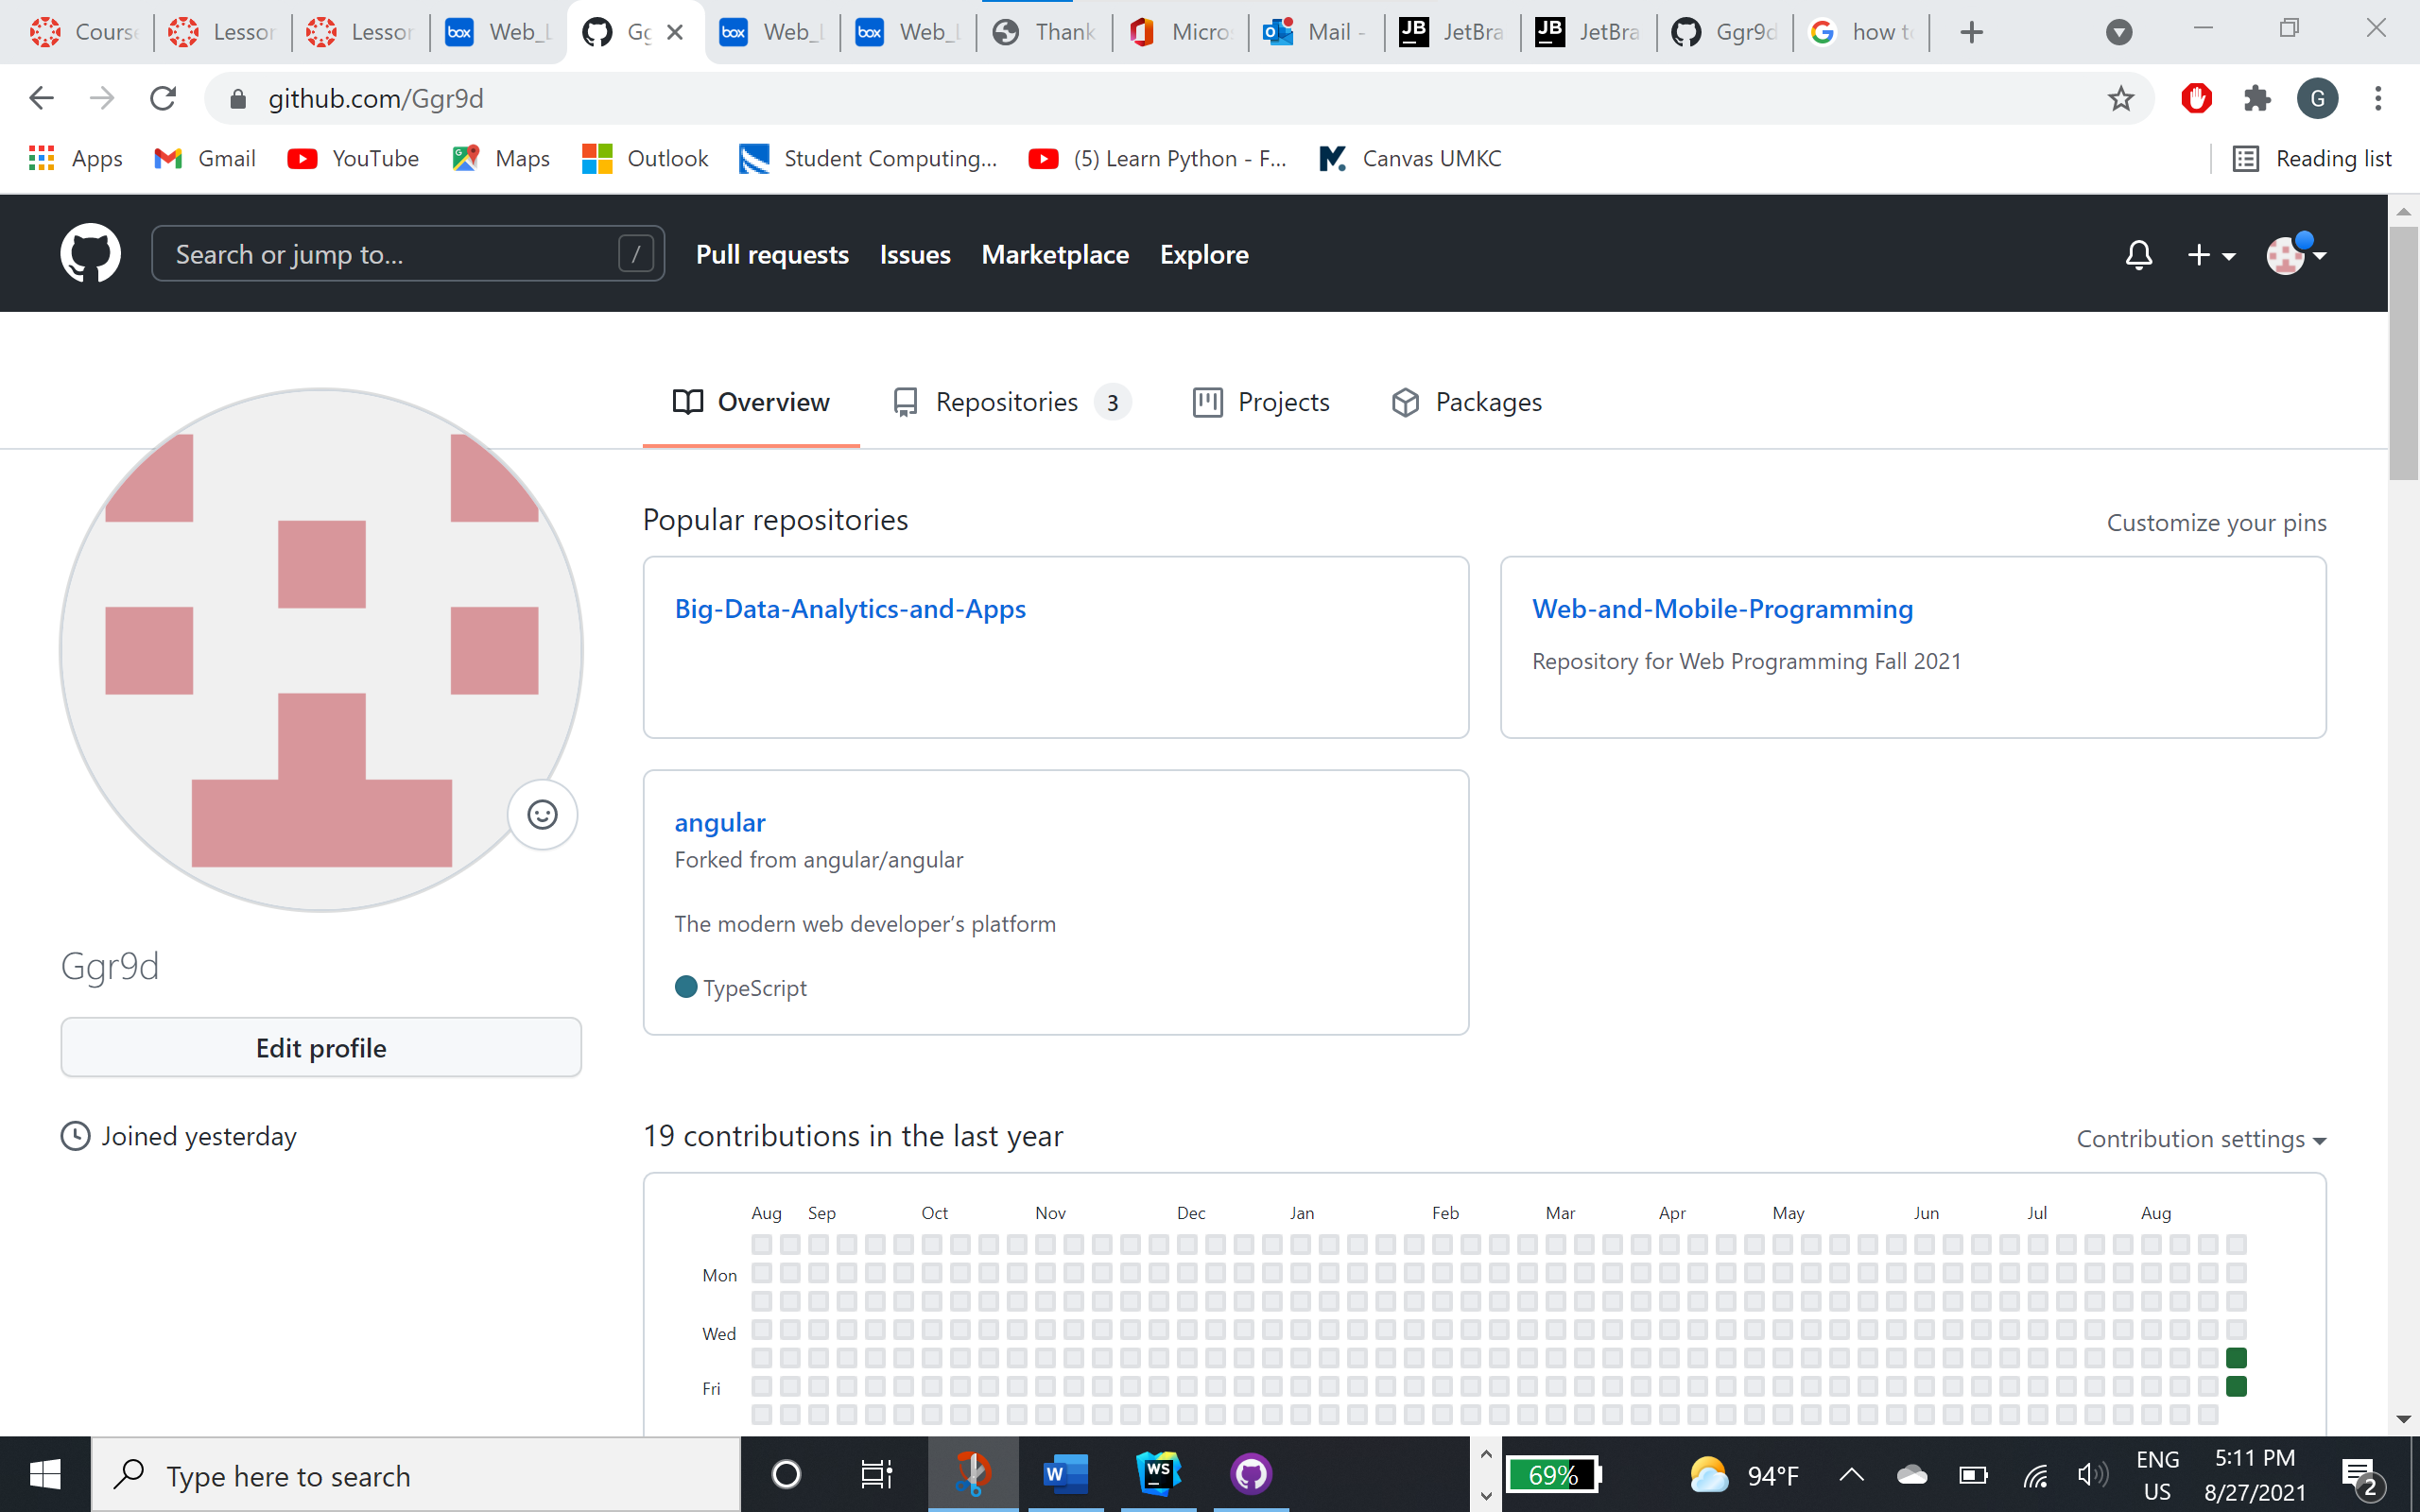 Course Lesson Lesson Web_L Gg Web_L Web_L Thank Micros Mail - JetBra JetBra Ggr9d how to
github.com/Ggr9d G
Apps Gmail YouTube Maps Outlook Student Computing... (5) Learn Python - F... Canvas UMKC Reading list
Search or jump to... / Pull requests Issues Marketplace Explore
Overview Repositories 3 Projects Packages
Popular repositories Customize your pins
Big-Data-Analytics-and-Apps
Web-and-Mobile-Programming
Repository for Web Programming Fall 2021
angular
Forked from angular/angular
The modern web developer’s platform
TypeScript
Ggr9d
Edit profile
Joined yesterday
19 contributions in the last year Contribution settings
Aug Sep Oct Nov Dec Jan Feb Mar Apr May Jun Jul Aug
Mon
Wed
Fri
Type here to search 69% 94°F ENG US 5:11 PM 8/27/2021 2